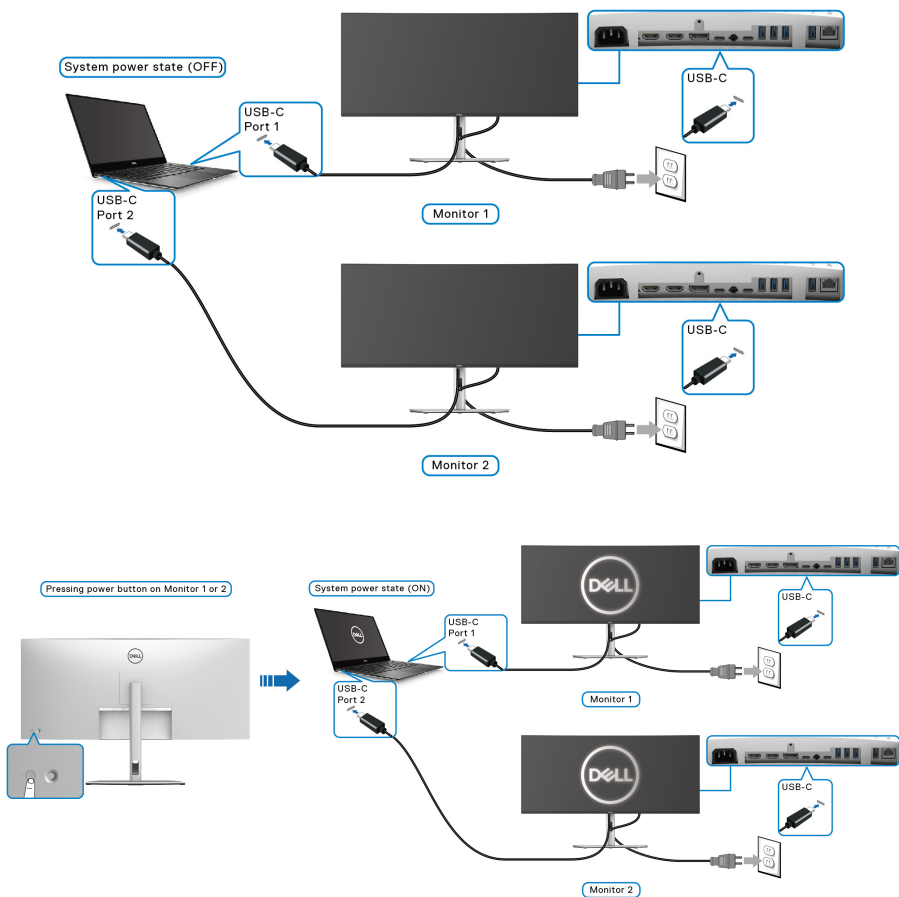 System power state (OFF)
USB-C
Port 1
USB-C
USB-C
Port 2
Monitor 1
USB-C
Monitor 2
Pressing power button on Monitor 1 or 2
System power state (ON)
DELL
DELL
DELL
USB-C
Port 1
USB-C
USB-C
Port 2
Monitor 1
DELL
USB-C
Monitor 2